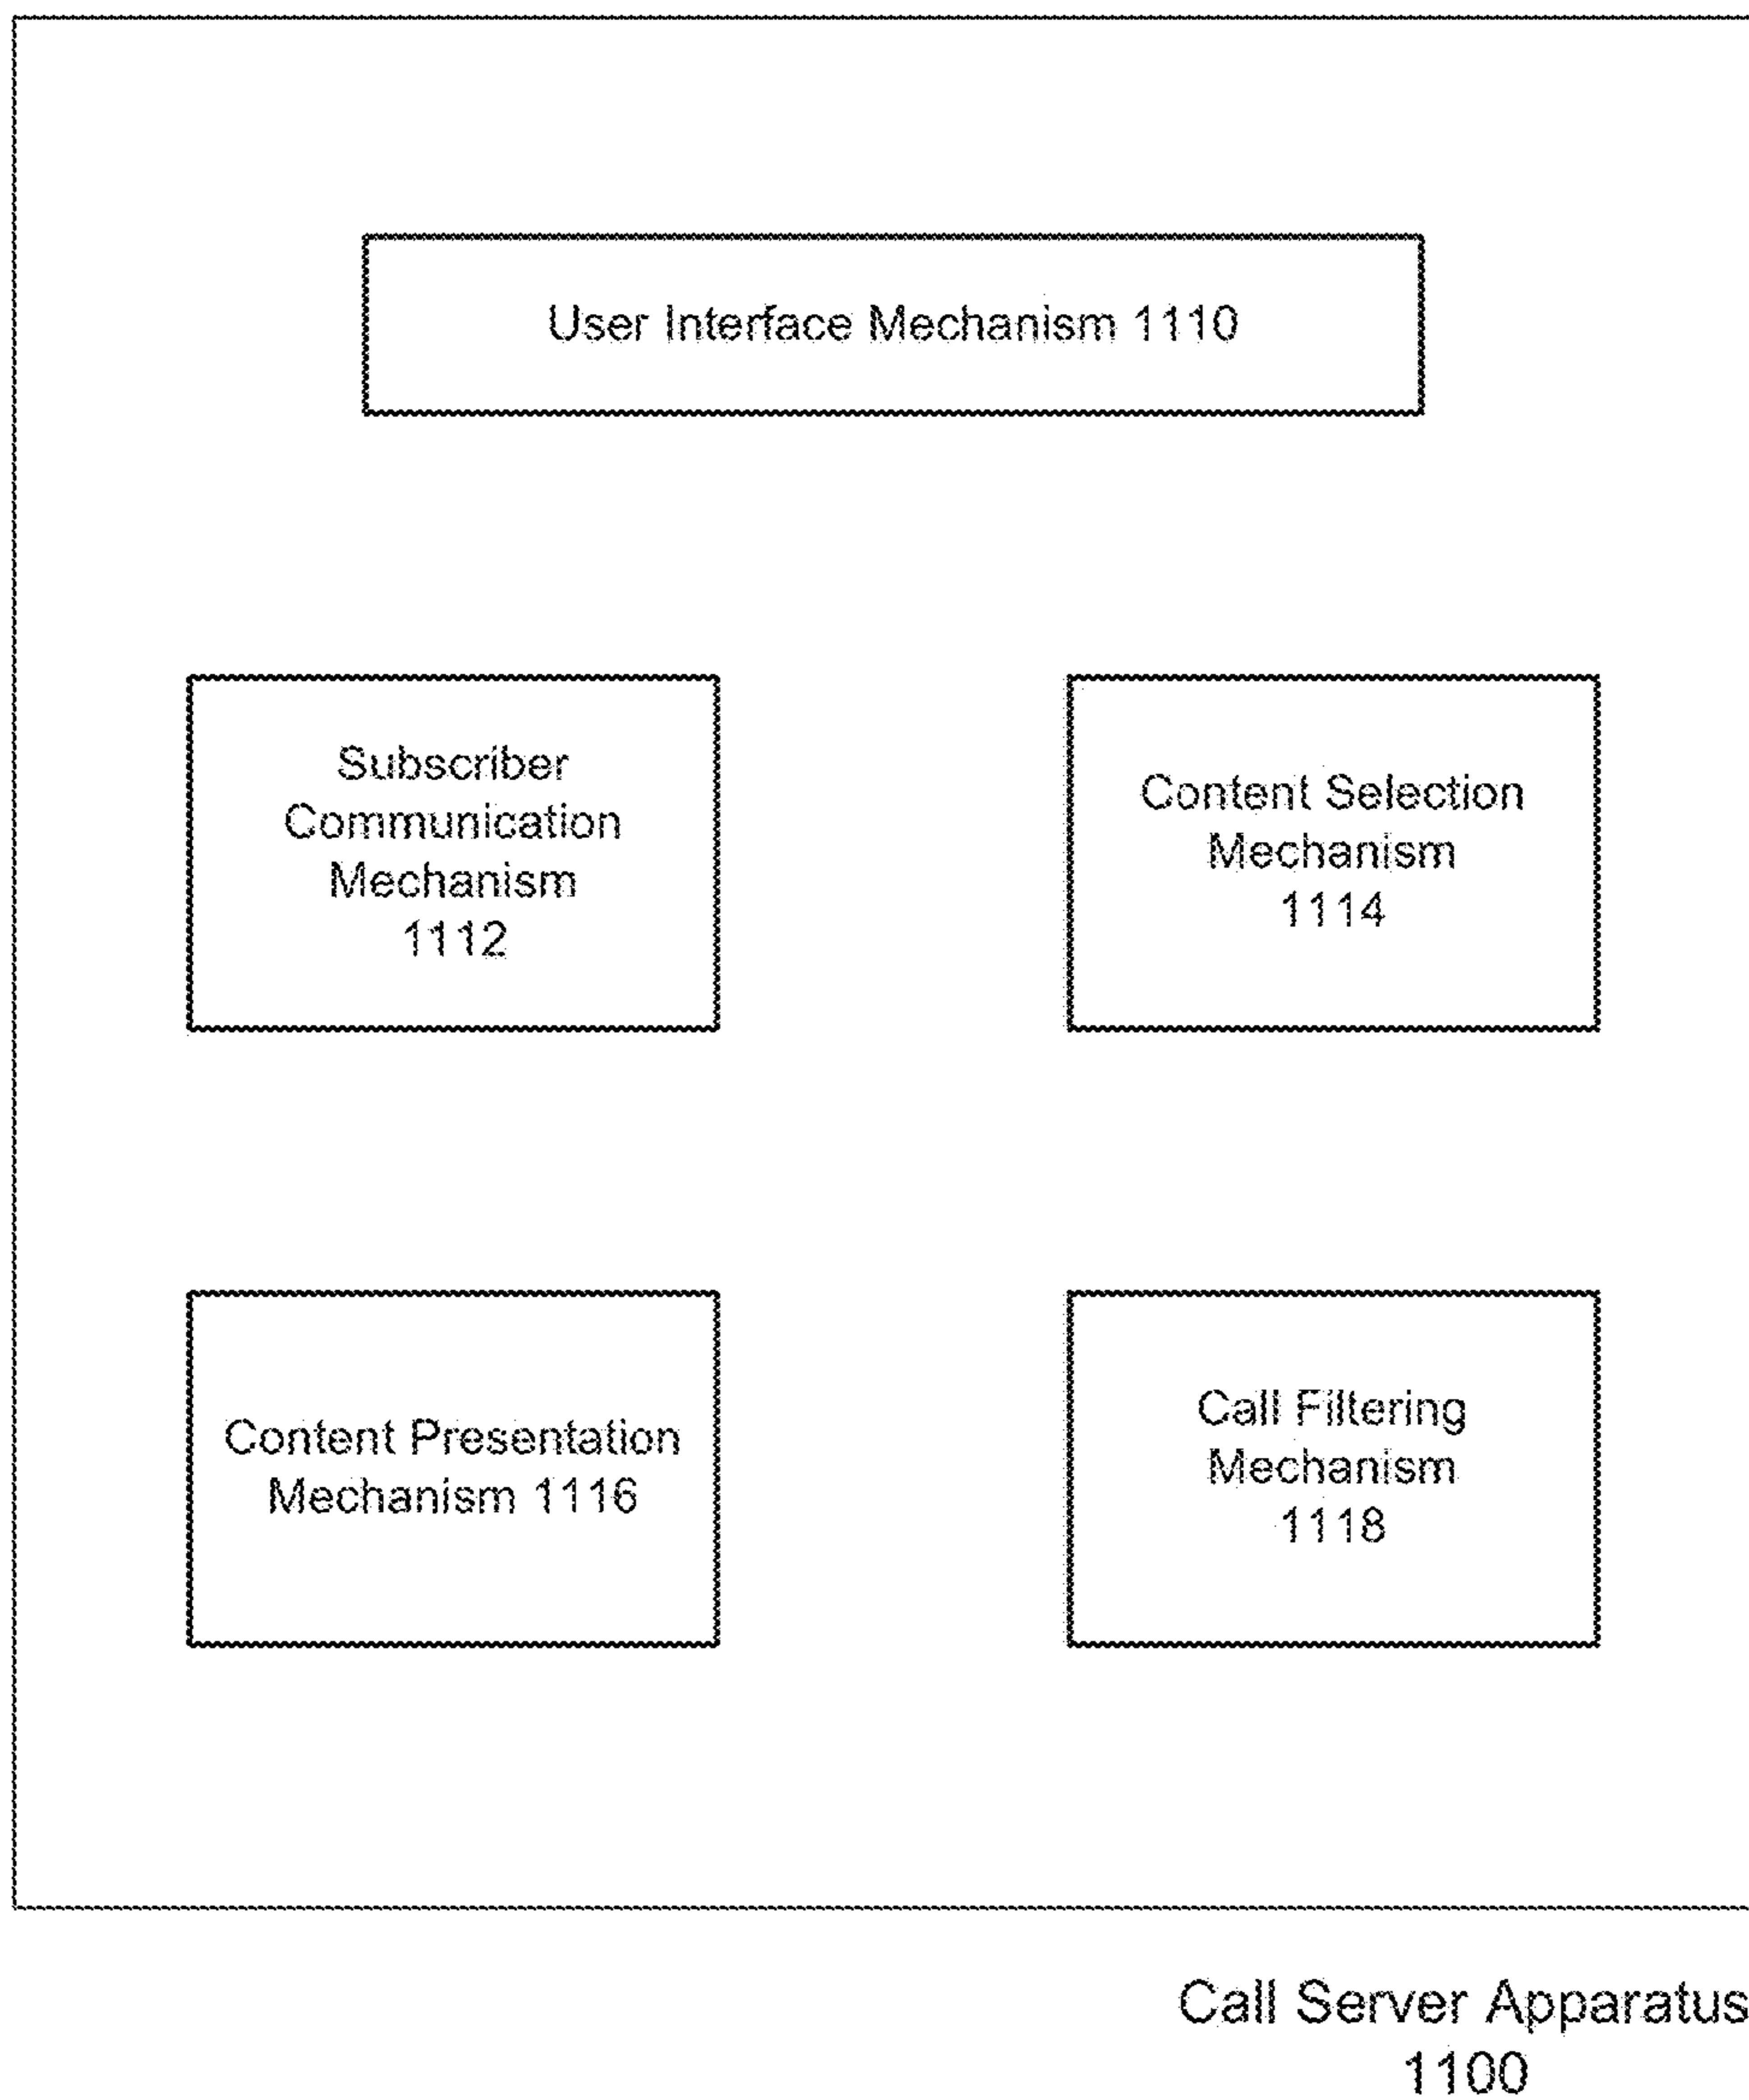 User Interface Mechanism 1110
Subscriber
Communication
Mechanism
1112
Content Selection
Mechanism
1114
Content Presentation
Mechanism 1116
Call Filtering
Mechanism
1118
Call Server Apparatus
1100